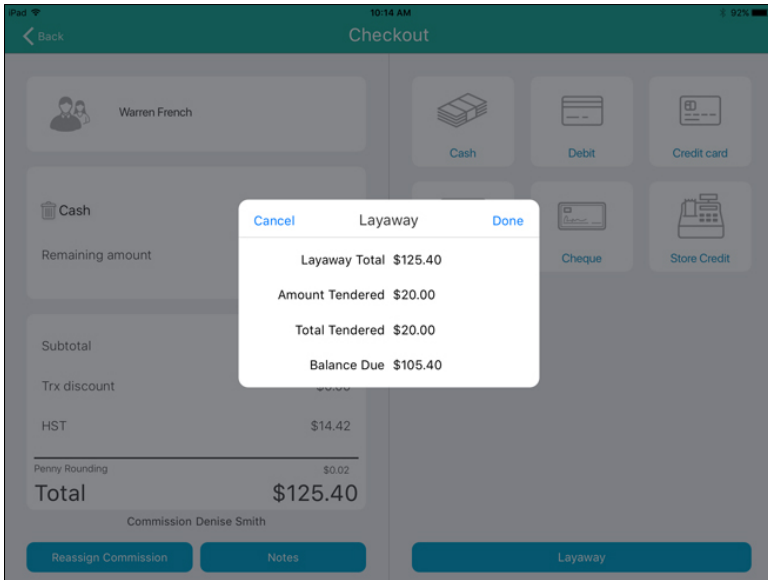 iPad 10:14 AM 92%
Back Checkout
Warren French
Cash Debit Credit card
Cash
Remaining amount
Cheque Store Credit
Cancel Layaway Done
Layaway Total $125.40
Amount Tendered $20.00
Total Tendered $20.00
Balance Due $105.40
Subtotal
Trx discount $0.00
HST $14.42
Penny Rounding $0.02
Total $125.40
Commission Denise Smith
Reassign Commission Notes Layaway